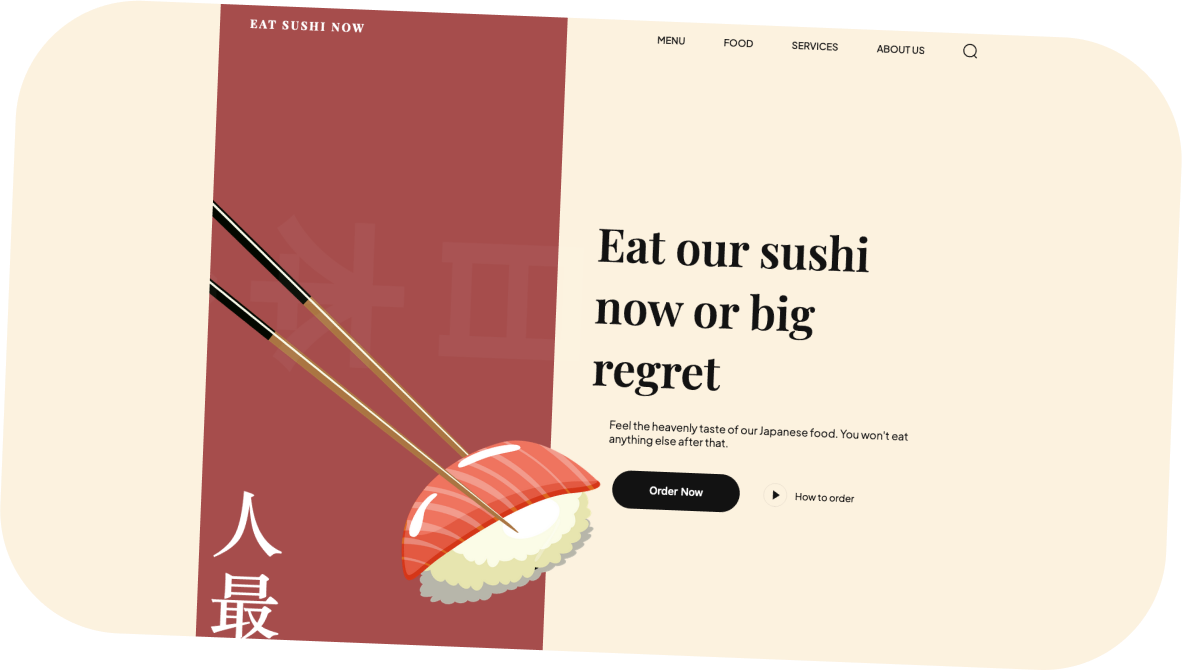 EAT SUSHI NOW
MENU FOOD SERVICES ABOUT US
Eat our sushi
now or big
regret
Feel the heavenly taste of our Japanese food. You won't eat
anything else after that.
Order Now
How to order
人
最